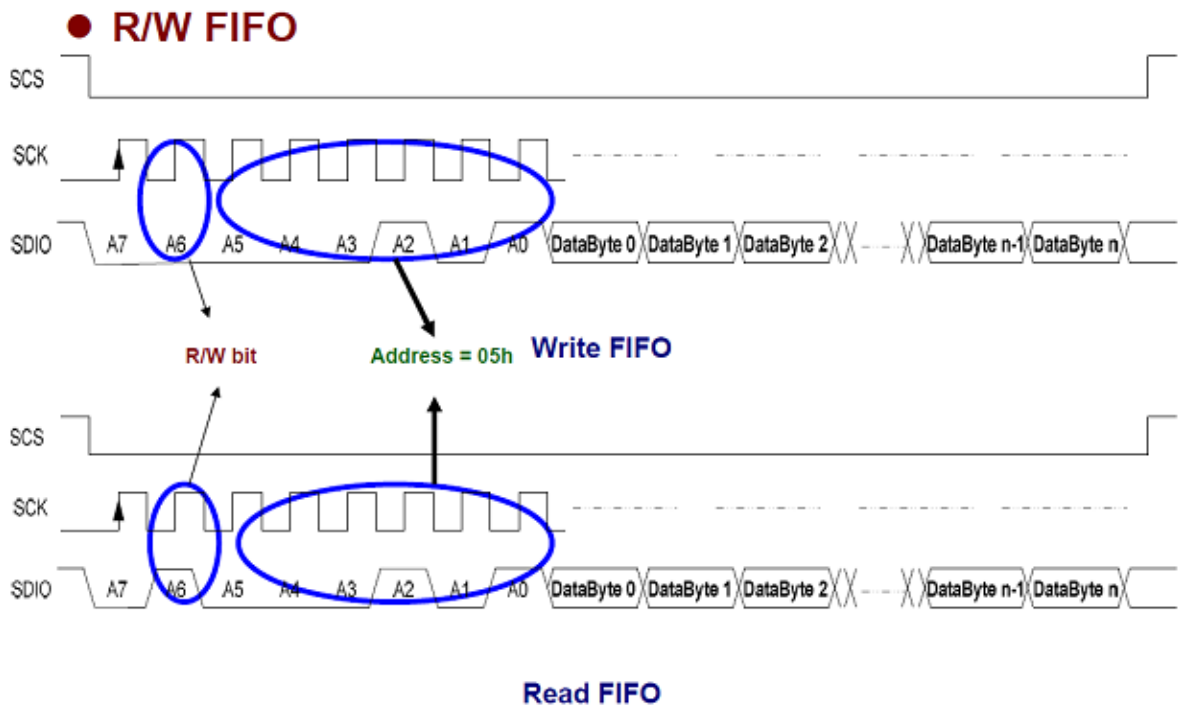 ● R/W FIFO
SCS
SCK
SDIO A7 A6 A5 A4 A3 A2 A1 A0 DataByte 0 DataByte 1 DataByte 2 DataByte n-1 DataByte n
R/W bit Address = 05h Write FIFO
SCS
SCK
SDIO A7 A6 A5 A4 A3 A2 A1 A0 DataByte 0 DataByte 1 DataByte 2 DataByte n-1 DataByte n
Read FIFO